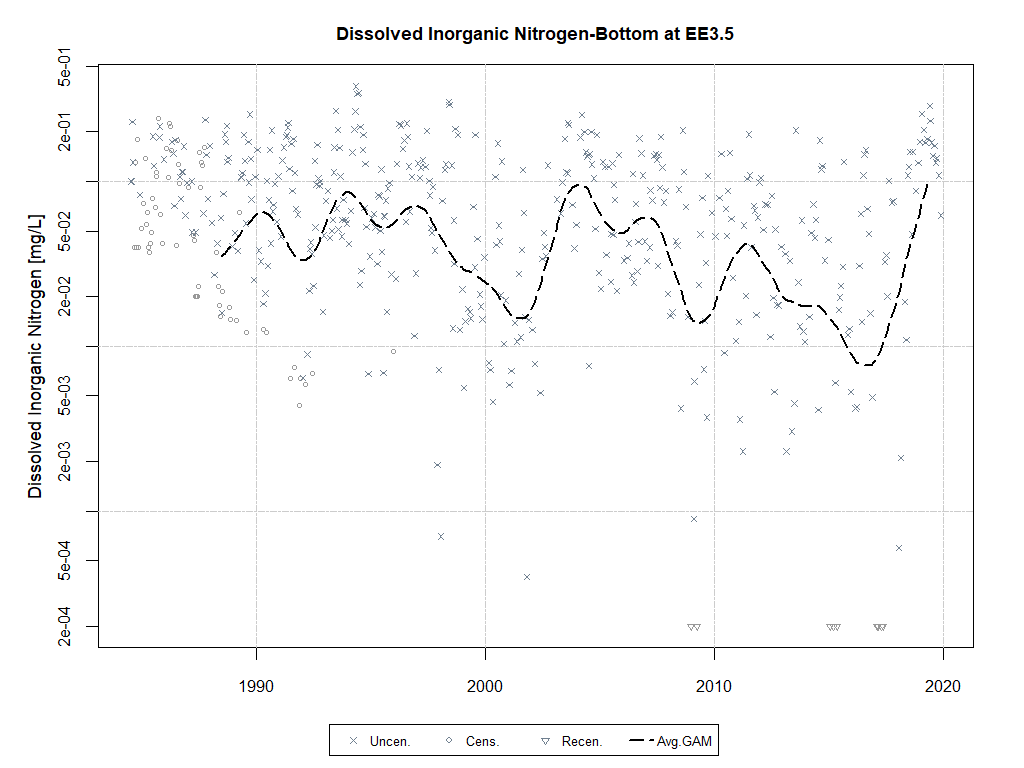 Dissolved Inorganic Nitrogen-Bottom at EE3.5
Dissolved Inorganic Nitrogen [mg/L]
5e-01
2e-01
5e-02
2e-02
5e-03
2e-03
5e-04
2e-04
1990 2000 2010 2020
Uncen. Cens. Recen. Avg.GAM